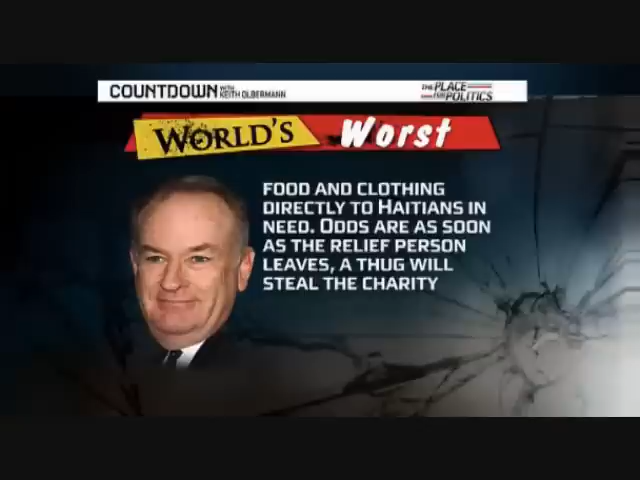 COUNTDOWN WITH KEITH OLBERMANN
THE PLACE FOR POLITICS
WORLD'S Worst
FOOD AND CLOTHING
DIRECTLY TO HAITIANS IN
NEED. ODDS ARE AS SOON
AS THE RELIEF PERSON
LEAVES, A THUG WILL
STEAL THE CHARITY